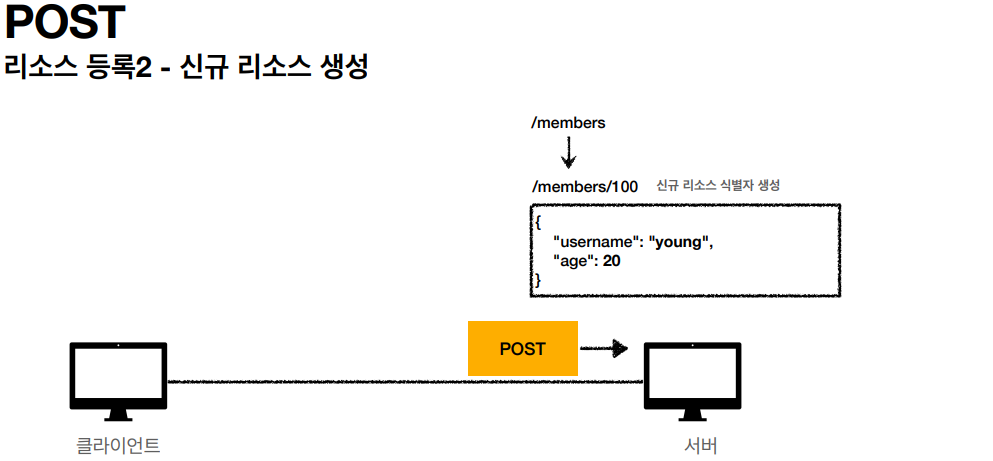 POST
리소스 등록2 - 신규 리소스 생성
/members
/members/100 신규 리소스 식별자 생성
{
"username": "young",
"age": 20
}
POST
클라이언트
서버